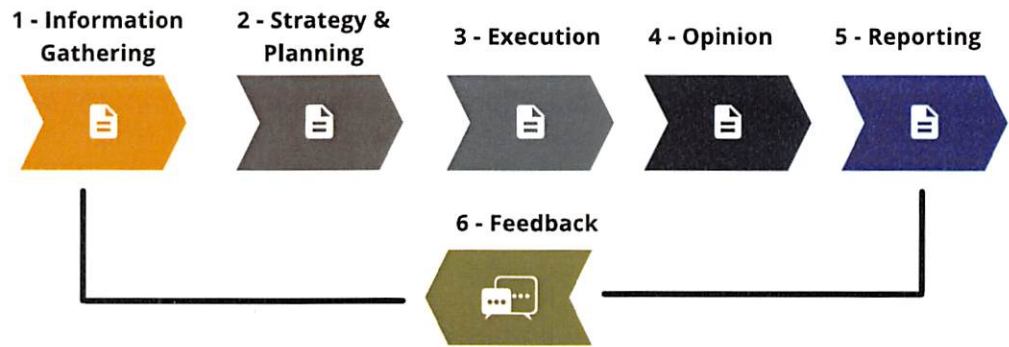 1 - Information
Gathering
2 - Strategy &
Planning
3 - Execution
4 - Opinion
5 - Reporting
6 - Feedback